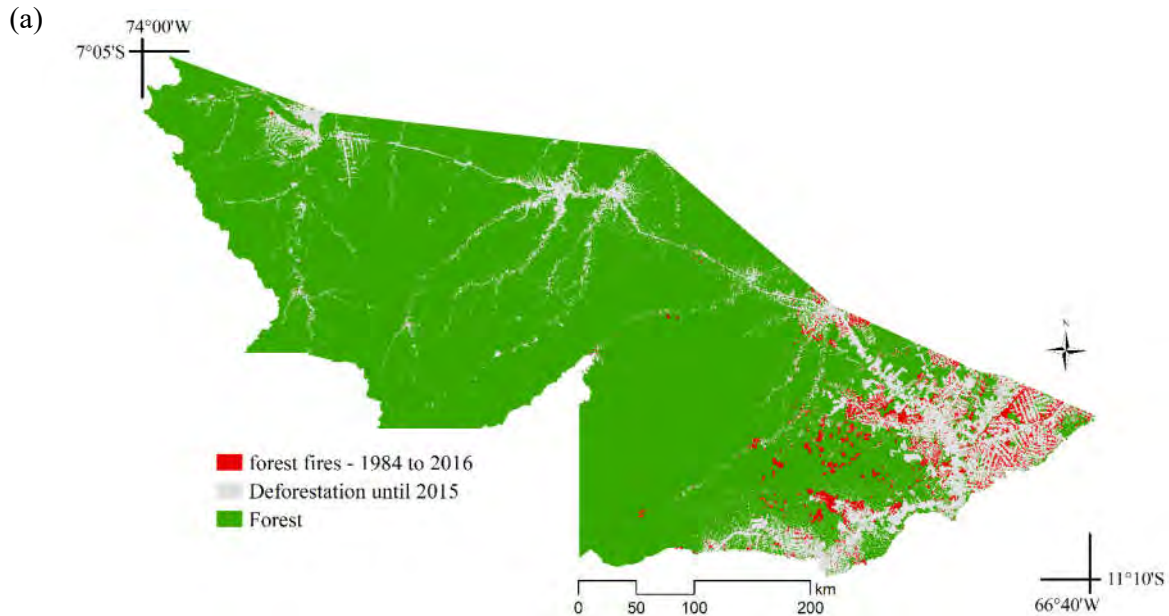 (a)
74°00'W
7°05'S
N
forest fires - 1984 to 2016
Deforestation until 2015
Forest
11°10'S
66°40'W
km
0 50 100 200